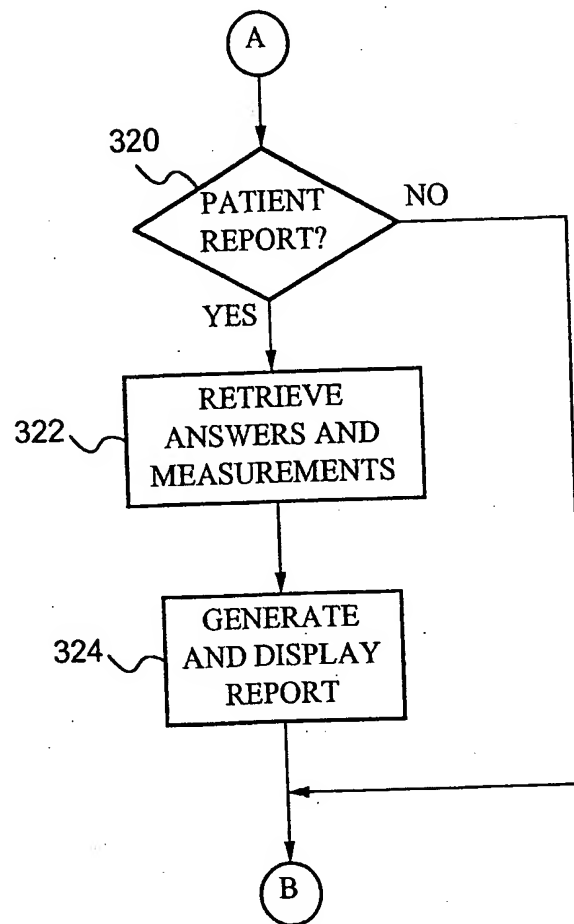 A
320
PATIENT
REPORT?
NO
YES
322
RETRIEVE
ANSWERS AND
MEASUREMENTS
324
GENERATE
AND DISPLAY
REPORT
B